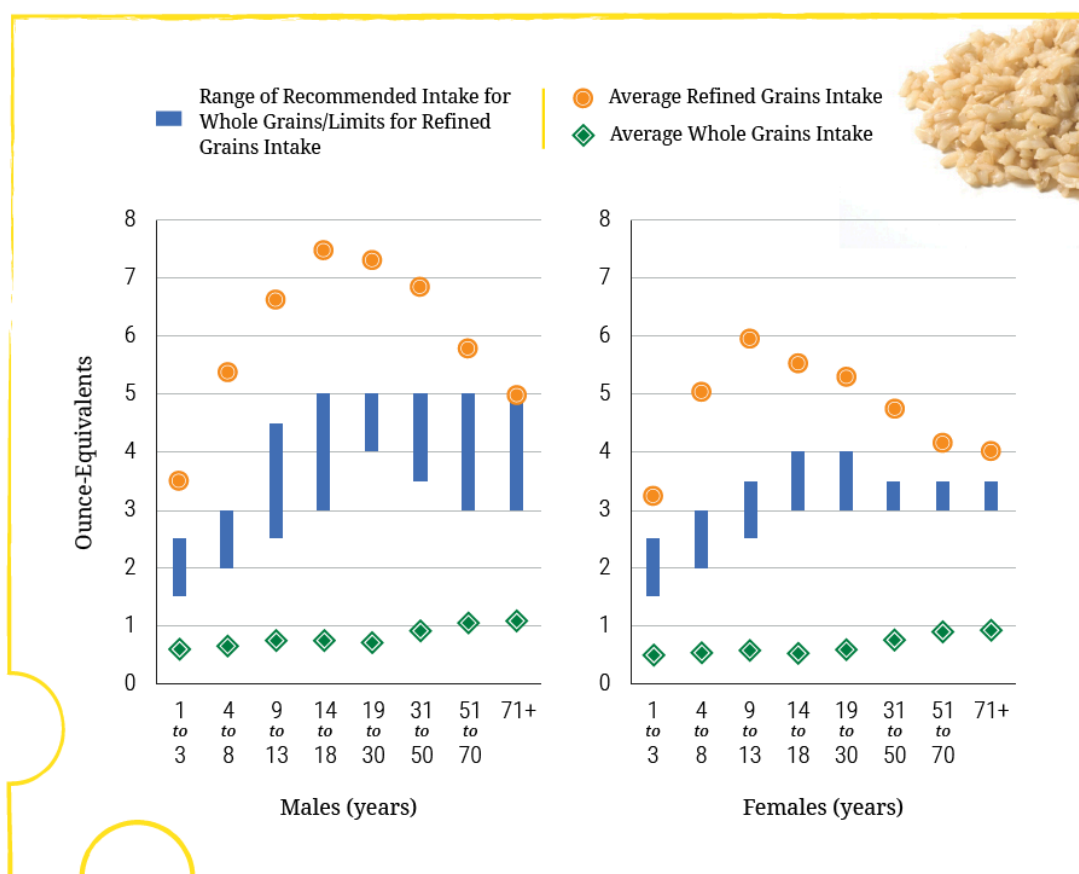 Range of Recommended Intake for
Whole Grains/Limits for Refined
Grains Intake
Average Refined Grains Intake
Average Whole Grains Intake
Ounce-Equivalents
8
7
6
5
4
3
2
1
0
1 to 3
4 to 8
9 to 13
14 to 18
19 to 30
31 to 50
51 to 70
71+
Males (years)
8
7
6
5
4
3
2
1
0
1 to 3
4 to 8
9 to 13
14 to 18
19 to 30
31 to 50
51 to 70
71+
Females (years)